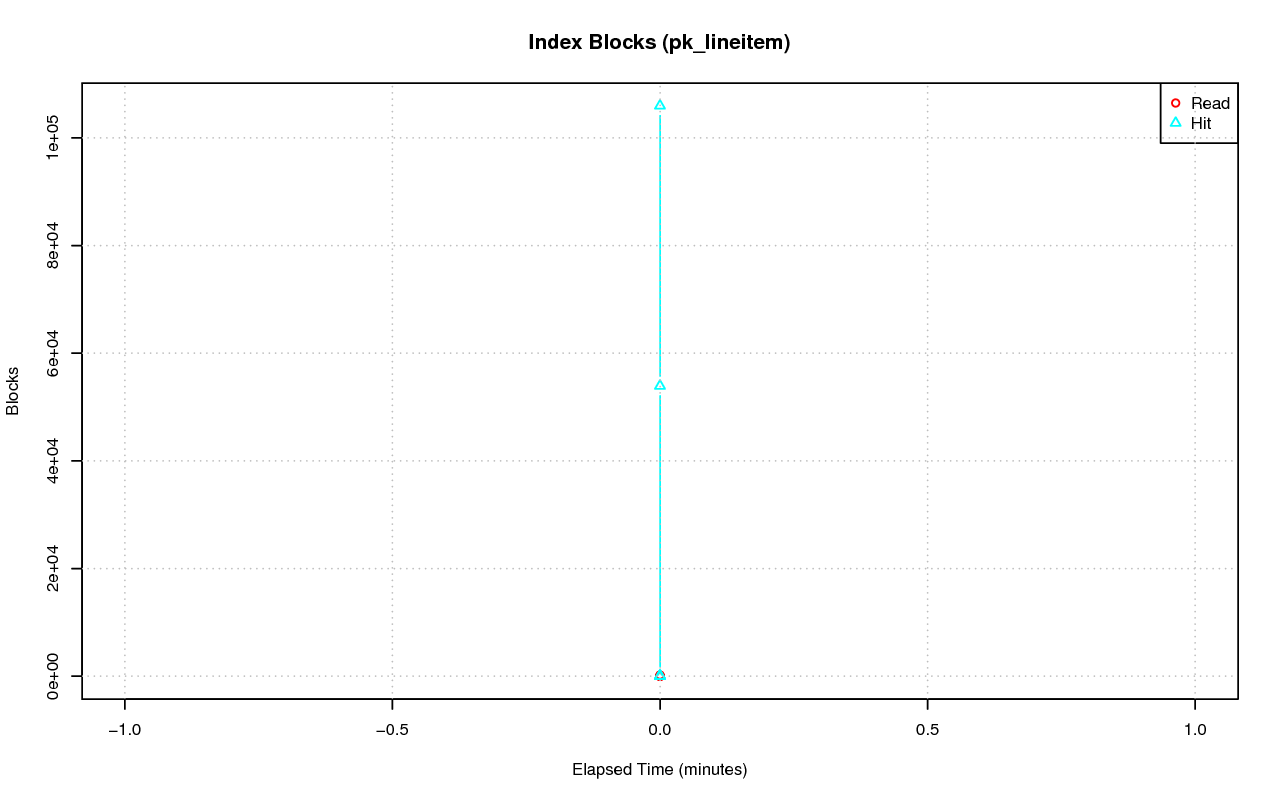 Index Blocks (pk_lineitem)
Read
Hit
1e+05
8e+04
6e+04
4e+04
2e+04
0e+00
Blocks
−1.0
−0.5
0.0
0.5
1.0
Elapsed Time (minutes)